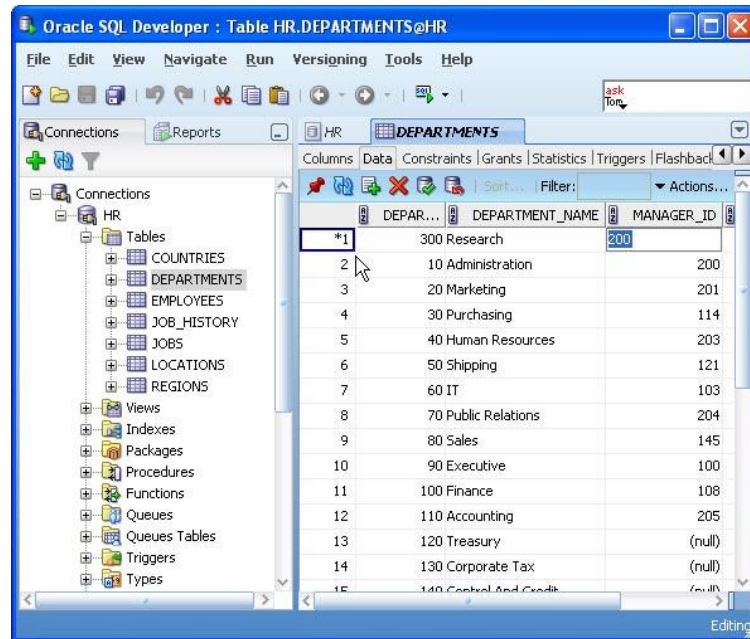 Oracle SQL Developer : Table HR.DEPARTMENTS@HR
File Edit View Navigate Run Versioning Tools Help
ask
Tom
Connections Reports
HR DEPARTMENTS
Columns Data Constraints Grants Statistics Triggers Flashback
Sort... Filter: Actions...
DEPAR... DEPARTMENT_NAME MANAGER_ID
Connections
HR
Tables
COUNTRIES
DEPARTMENTS
EMPLOYEES
JOB_HISTORY
JOBS
LOCATIONS
REGIONS
Views
Indexes
Packages
Procedures
Functions
Queues
Queues Tables
Triggers
Types
*1 300 Research 200
2 10 Administration 200
3 20 Marketing 201
4 30 Purchasing 114
5 40 Human Resources 203
6 50 Shipping 121
7 60 IT 103
8 70 Public Relations 204
9 80 Sales 145
10 90 Executive 100
11 100 Finance 108
12 110 Accounting 205
13 120 Treasury (null)
14 130 Corporate Tax (null)
15 140 Control And Credit (null)
Editing